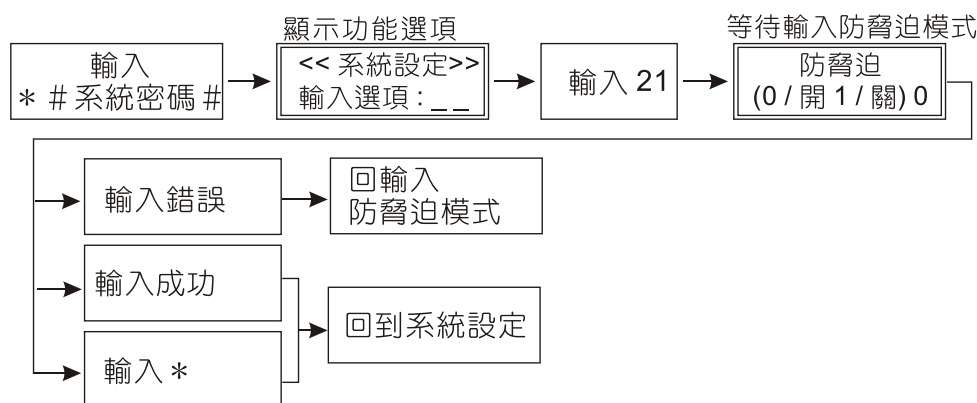 顯示功能選項
等待輸入防脅迫模式
輸入
＊＃系統密碼＃
<< 系統設定>>
輸入選項:_ _
輸入 21
防脅迫
(0 / 開 1 / 關) 0
輸入錯誤
回輸入
防脅迫模式
輸入成功
回到系統設定
輸入＊